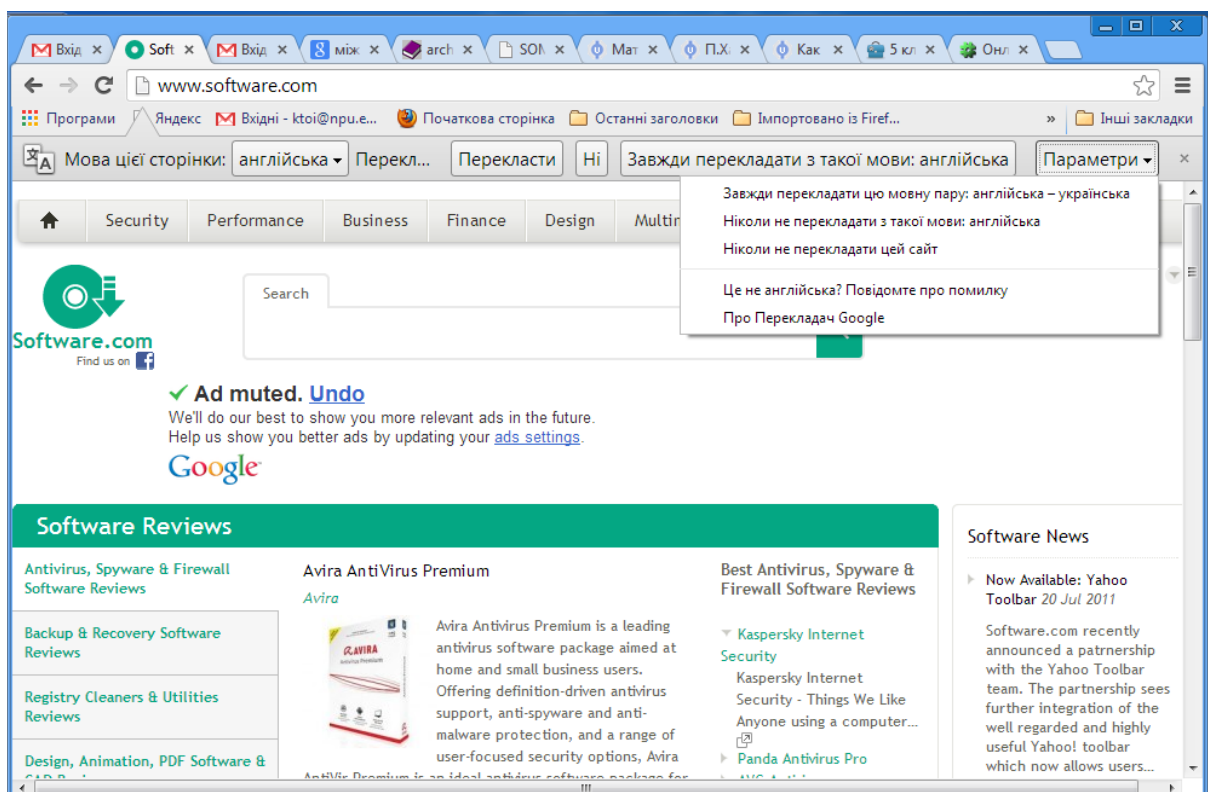 Вхід
Soft
Вхід
між
arch
SON
Мат
П.Х.
Как
5 кл
Онл
www.software.com
Програми
Яндекс
Вхідні - ktoi@npu.e...
Початкова сторінка
Останні заголовки
Імпортовано із Firef...
»
Інші закладки
Мова цієї сторінки:
англійська
Перекл...
Перекласти
Ні
Завжди перекладати з такої мови: англійська
Параметри
Завжди перекладати цю мовну пару: англійська – українська
Ніколи не перекладати з такої мови: англійська
Ніколи не перекладати цей сайт
Це не англійська? Повідомте про помилку
Про Перекладач Google
Security
Performance
Business
Finance
Design
Multir
Software.com
Find us on
Search
Ad muted. Undo
We'll do our best to show you more relevant ads in the future.
Help us show you better ads by updating your ads settings.
Google
Software Reviews
Antivirus, Spyware & Firewall
Software Reviews
Backup & Recovery Software
Reviews
Registry Cleaners & Utilities
Reviews
Design, Animation, PDF Software &
Avira AntiVirus Premium
Avira
AVIRA
Avira Antivirus Premium is a leading
antivirus software package aimed at
home and small business users.
Offering definition-driven antivirus
support, anti-spyware and anti-
malware protection, and a range of
user-focused security options, Avira
AntiVir Premium is an ideal antivirus software package for
Best Antivirus, Spyware &
Firewall Software Reviews
Kaspersky Internet
Security
Kaspersky Internet
Security - Things We Like
Anyone using a computer...
Panda Antivirus Pro
Software News
Now Available: Yahoo
Toolbar 20 Jul 2011
Software.com recently
announced a patrnership
with the Yahoo Toolbar
team. The partnership sees
further integration of the
well regarded and highly
useful Yahoo! toolbar
which now allows users...